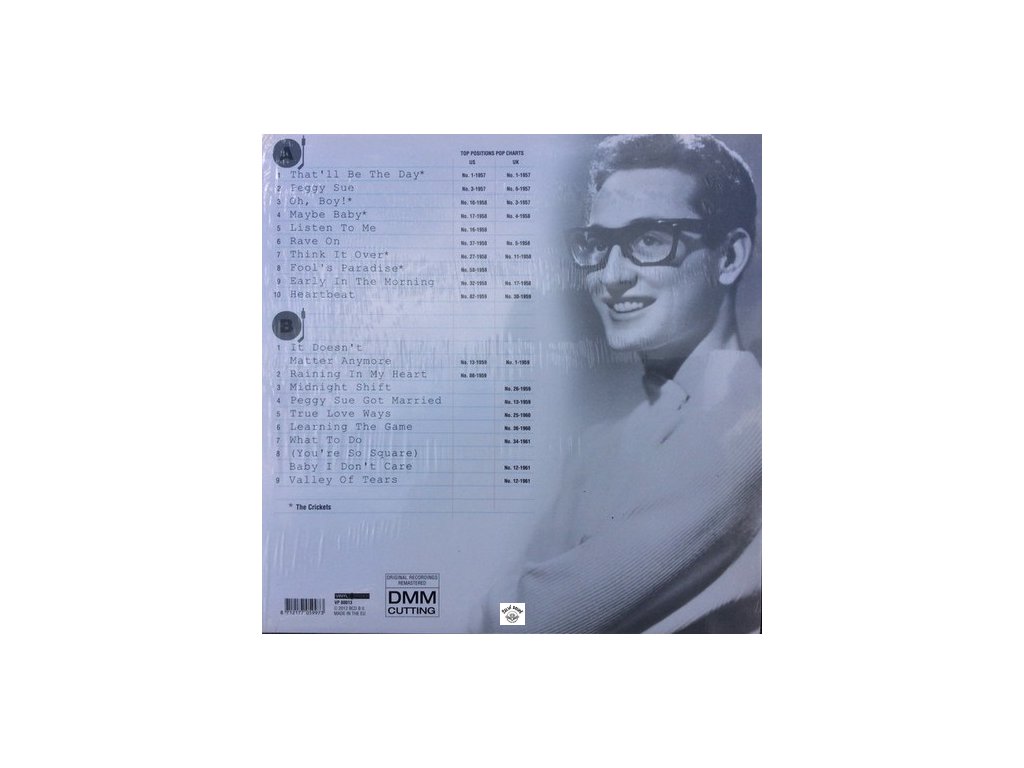 A
TOP POSITIONS POP CHARTS
US UK
1 That'll Be The Day* No. 1-1957 No. 1-1957
2 Peggy Sue No. 3-1957 No. 6-1957
3 Oh, Boy!* No. 10-1958 No. 3-1957
4 Maybe Baby* No. 17-1958 No. 4-1958
5 Listen To Me No. 16-1958
6 Rave On No. 37-1958 No. 5-1958
7 Think It Over* No. 27-1958 No. 11-1958
8 Fool's Paradise* No. 58-1958
9 Early In The Morning No. 32-1958 No. 17-1958
10 Heartbeat No. 82-1959 No. 30-1959
B
1 It Doesn't
Matter Anymore No. 13-1959 No. 1-1959
2 Raining In My Heart No. 88-1959
3 Midnight Shift No. 26-1959
4 Peggy Sue Got Married No. 13-1959
5 True Love Ways No. 25-1960
6 Learning The Game No. 36-1960
7 What To Do No. 34-1961
8 (You're So Square)
Baby I Don't Care No. 12-1961
9 Valley Of Tears No. 12-1961
* The Crickets
ORIGINAL RECORDINGS
REMASTERED
DMM
CUTTING
VINYL
VP 80013
MADE IN THE EU
8 712177 059973